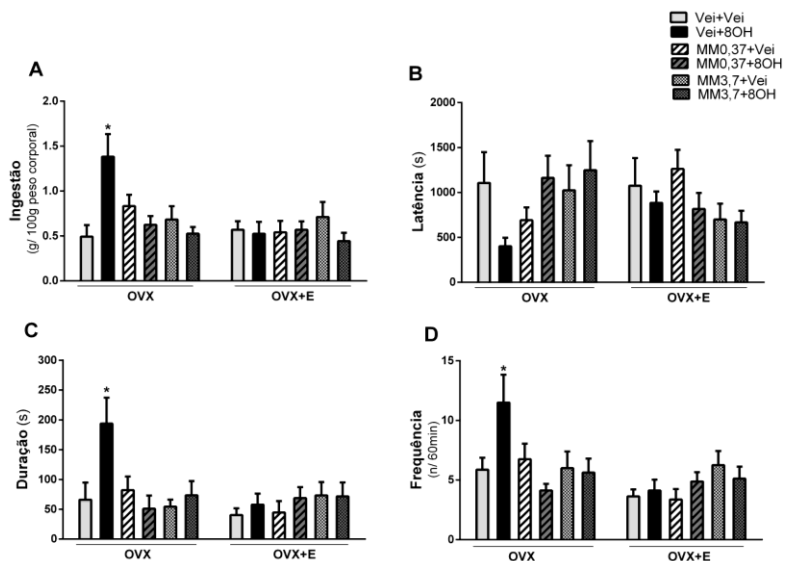 Vei+Vei
Vei+8OH
MM0,37+Vei
MM0,37+8OH
MM3,7+Vei
MM3,7+8OH
A
Ingestão
(g/ 100g peso corporal)
2.0
1.5
1.0
0.5
0.0
*
OVX
OVX+E
B
Latência (s)
2000
1500
1000
500
0
OVX
OVX+E
C
Duração (s)
300
250
200
150
100
50
0
*
OVX
OVX+E
D
Frequência
(n/ 60min)
15
10
5
0
*
OVX
OVX+E